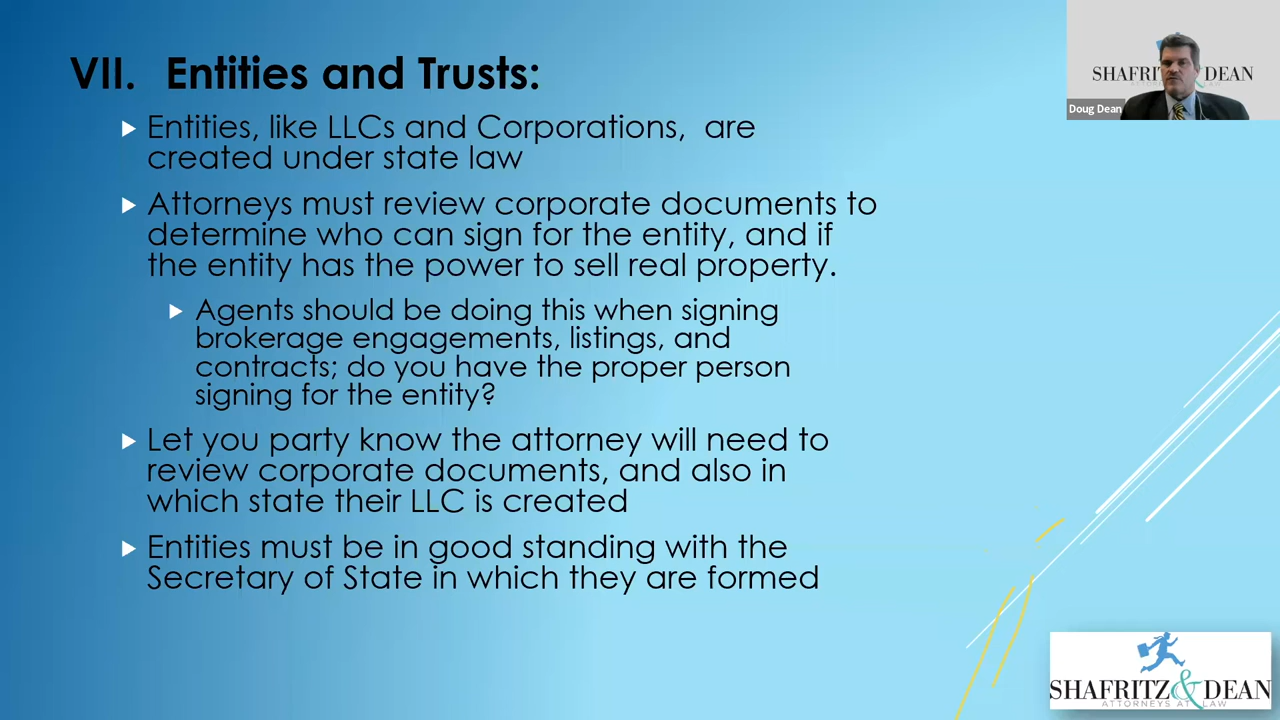 VII. Entities and Trusts:
Entities, like LLCs and Corporations, are
created under state law
Attorneys must review corporate documents to
determine who can sign for the entity, and if
the entity has the power to sell real property.
Agents should be doing this when signing
brokerage engagements, listings, and
contracts; do you have the proper person
signing for the entity?
Let you party know the attorney will need to
review corporate documents, and also in
which state their LLC is created
Entities must be in good standing with the
Secretary of State in which they are formed
SHAFRITZ DEAN
Doug Dean
SHAFRITZ & DEAN
ATTORNEYS AT LAW